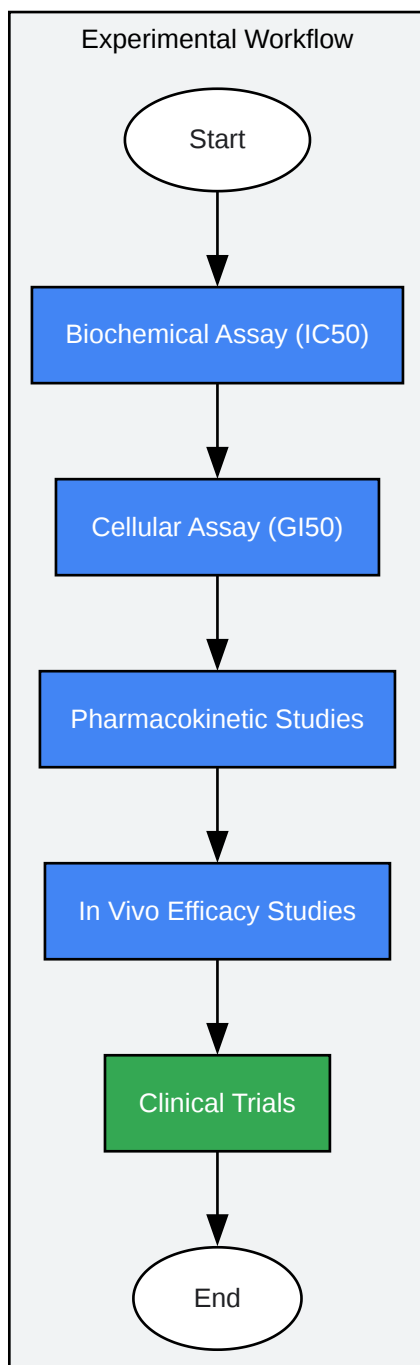 Experimental Workflow
Start
Biochemical Assay (IC50)
Cellular Assay (GI50)
Pharmacokinetic Studies
In Vivo Efficacy Studies
Clinical Trials
End